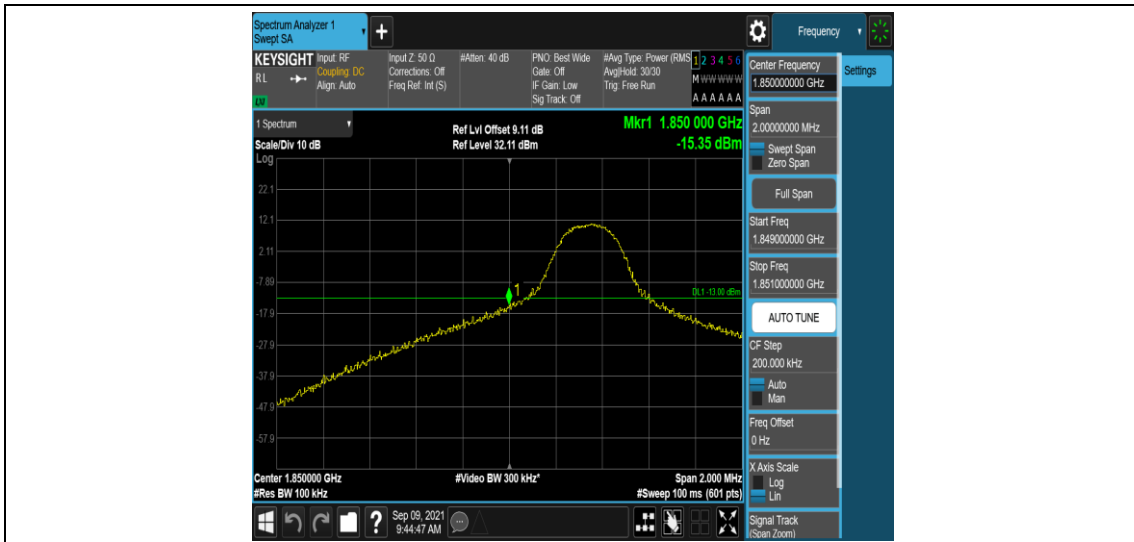 Spectrum Analyzer 1
Swept SA
+
Frequency
KEYSIGHT Input: RF Input Z: 50 Ω #Atten: 40 dB PNO: Best Wide #Avg Type: Power (RMS 1 2 3 4 5 6
RL Coupling: DC Corrections: Off Gate: Off Avg|Hold: 30/30 M W W W W W
Align: Auto Freq Ref: Int (S) IF Gain: Low Trig: Free Run
LXI Sig Track: Off A A A A A A
1 Spectrum
Ref Lvl Offset 9.11 dB Mkr1 1.850 000 GHz
Scale/Div 10 dB Ref Level 32.11 dBm -15.35 dBm
Log
22.1
12.1
2.11
-7.89
1
DL1 -13.00 dBm
-17.9
-27.9
-37.9
-47.9
-57.9
Center 1.850000 GHz #Video BW 300 kHz* Span 2.000 MHz
#Res BW 100 kHz #Sweep 100 ms (601 pts)
? Sep 09, 2021
9:44:47 AM
Center Frequency
1.850000000 GHz
Settings
Span
2.00000000 MHz
Swept Span
Zero Span
Full Span
Start Freq
1.849000000 GHz
Stop Freq
1.851000000 GHz
AUTO TUNE
CF Step
200.000 kHz
Auto
Man
Freq Offset
0 Hz
X Axis Scale
Log
Lin
Signal Track
(Span Zoom)